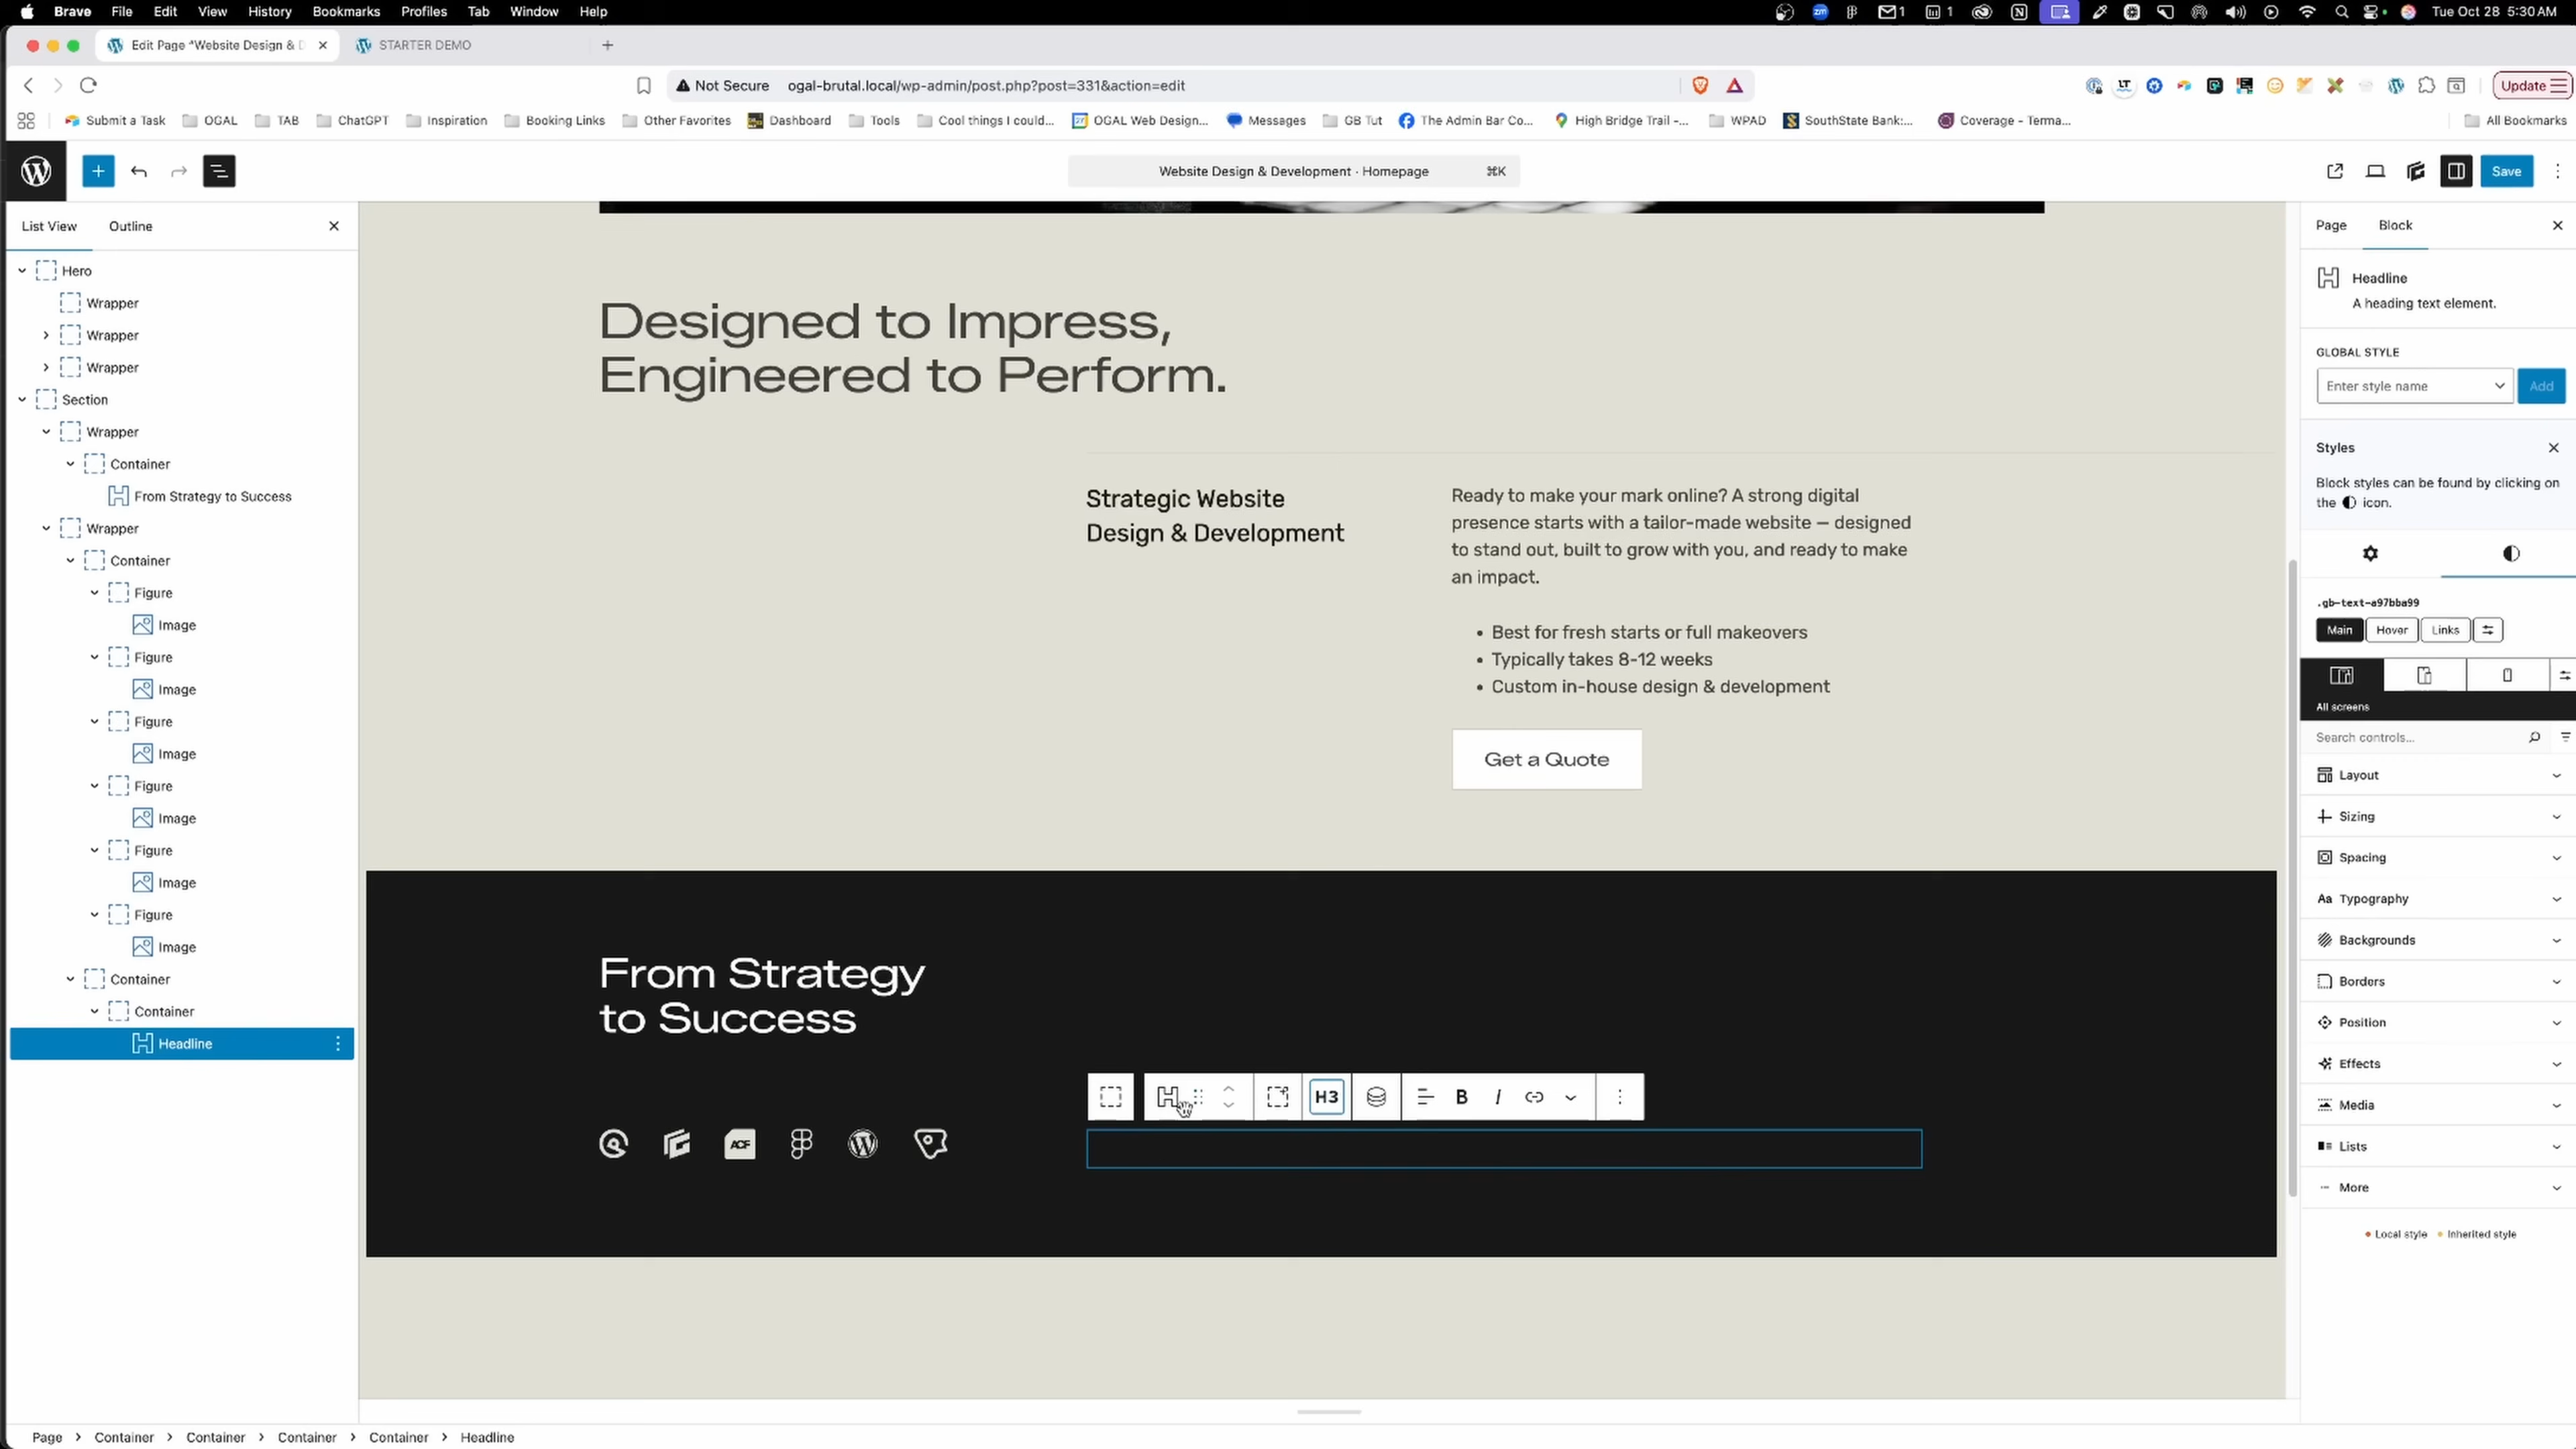 Brave File Edit View History Bookmarks Profiles Tab Window Help
1 1 Tue Oct 28 5:30 AM
Edit Page "Website Design & D
STARTER DEMO
Not Secure ogal-brutal.local/wp-admin/post.php?post=331&action=edit
Update
Submit a Task OGAL TAB ChatGPT Inspiration Booking Links Other Favorites Dashboard Tools Cool things I could... OGAL Web Design... Messages GB Tut The Admin Bar Co... High Bridge Trail -... WPAD SouthState Bank:... Coverage - Terma... All Bookmarks
Website Design & Development · Homepage ⌘K
Save
List View Outline
Hero
Wrapper
Wrapper
Wrapper
Section
Wrapper
Container
From Strategy to Success
Wrapper
Container
Figure
Image
Figure
Image
Figure
Image
Figure
Image
Figure
Image
Figure
Image
Container
Container
Headline
Designed to Impress,
Engineered to Perform.
Strategic Website
Design & Development
Ready to make your mark online? A strong digital
presence starts with a tailor-made website — designed
to stand out, built to grow with you, and ready to make
an impact.
• Best for fresh starts or full makeovers
• Typically takes 8-12 weeks
• Custom in-house design & development
Get a Quote
From Strategy
to Success
H3 B I
ACF
Page Block
Headline
A heading text element.
GLOBAL STYLE
Enter style name Add
Styles
Block styles can be found by clicking on
the icon.
.gb-text-a97bba99
Main Hover Links
All screens
Search controls...
Layout
Sizing
Spacing
Aa Typography
Backgrounds
Borders
Position
Effects
Media
Lists
More
Local style Inherited style
Page > Container > Container > Container > Container > Headline